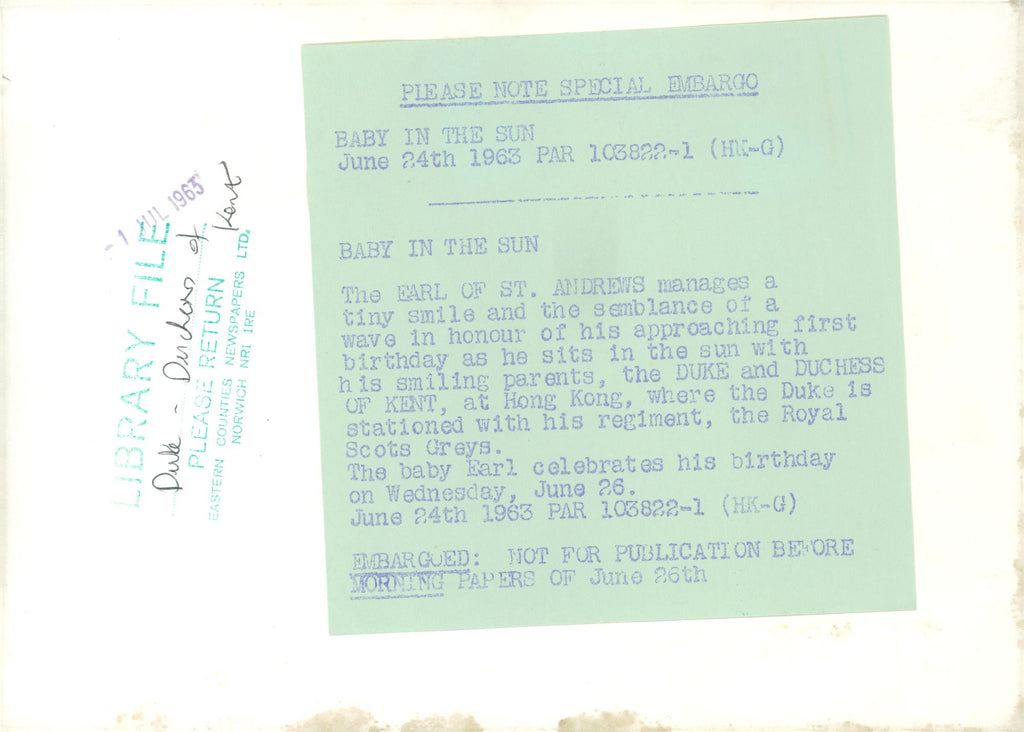 PLEASE NOTE SPECIAL EMBARGO
BABY IN THE SUN
June 24th 1963 PAR 103822-1 (HK-G)
BABY IN THE SUN
The EARL OF ST. ANDREWS manages a
tiny smile and the semblance of a
wave in honour of his approaching first
birthday as he sits in the sun with
his smiling parents, the DUKE and DUCHESS
OF KENT, at Hong Kong, where the Duke is
stationed with his regiment, the Royal
Scots Greys.
The baby Earl celebrates his birthday
on Wednesday, June 26.
June 24th 1963 PAR 103822-1 (HK-G)
EMBARGOED: NOT FOR PUBLICATION BEFORE
MORNING PAPERS OF June 26th
-1 JUL 1963
LIBRARY FILE
Duke - Duchess of Kent
PLEASE RETURN
EASTERN COUNTIES NEWSPAPERS LTD.
NORWICH NR1 1RE